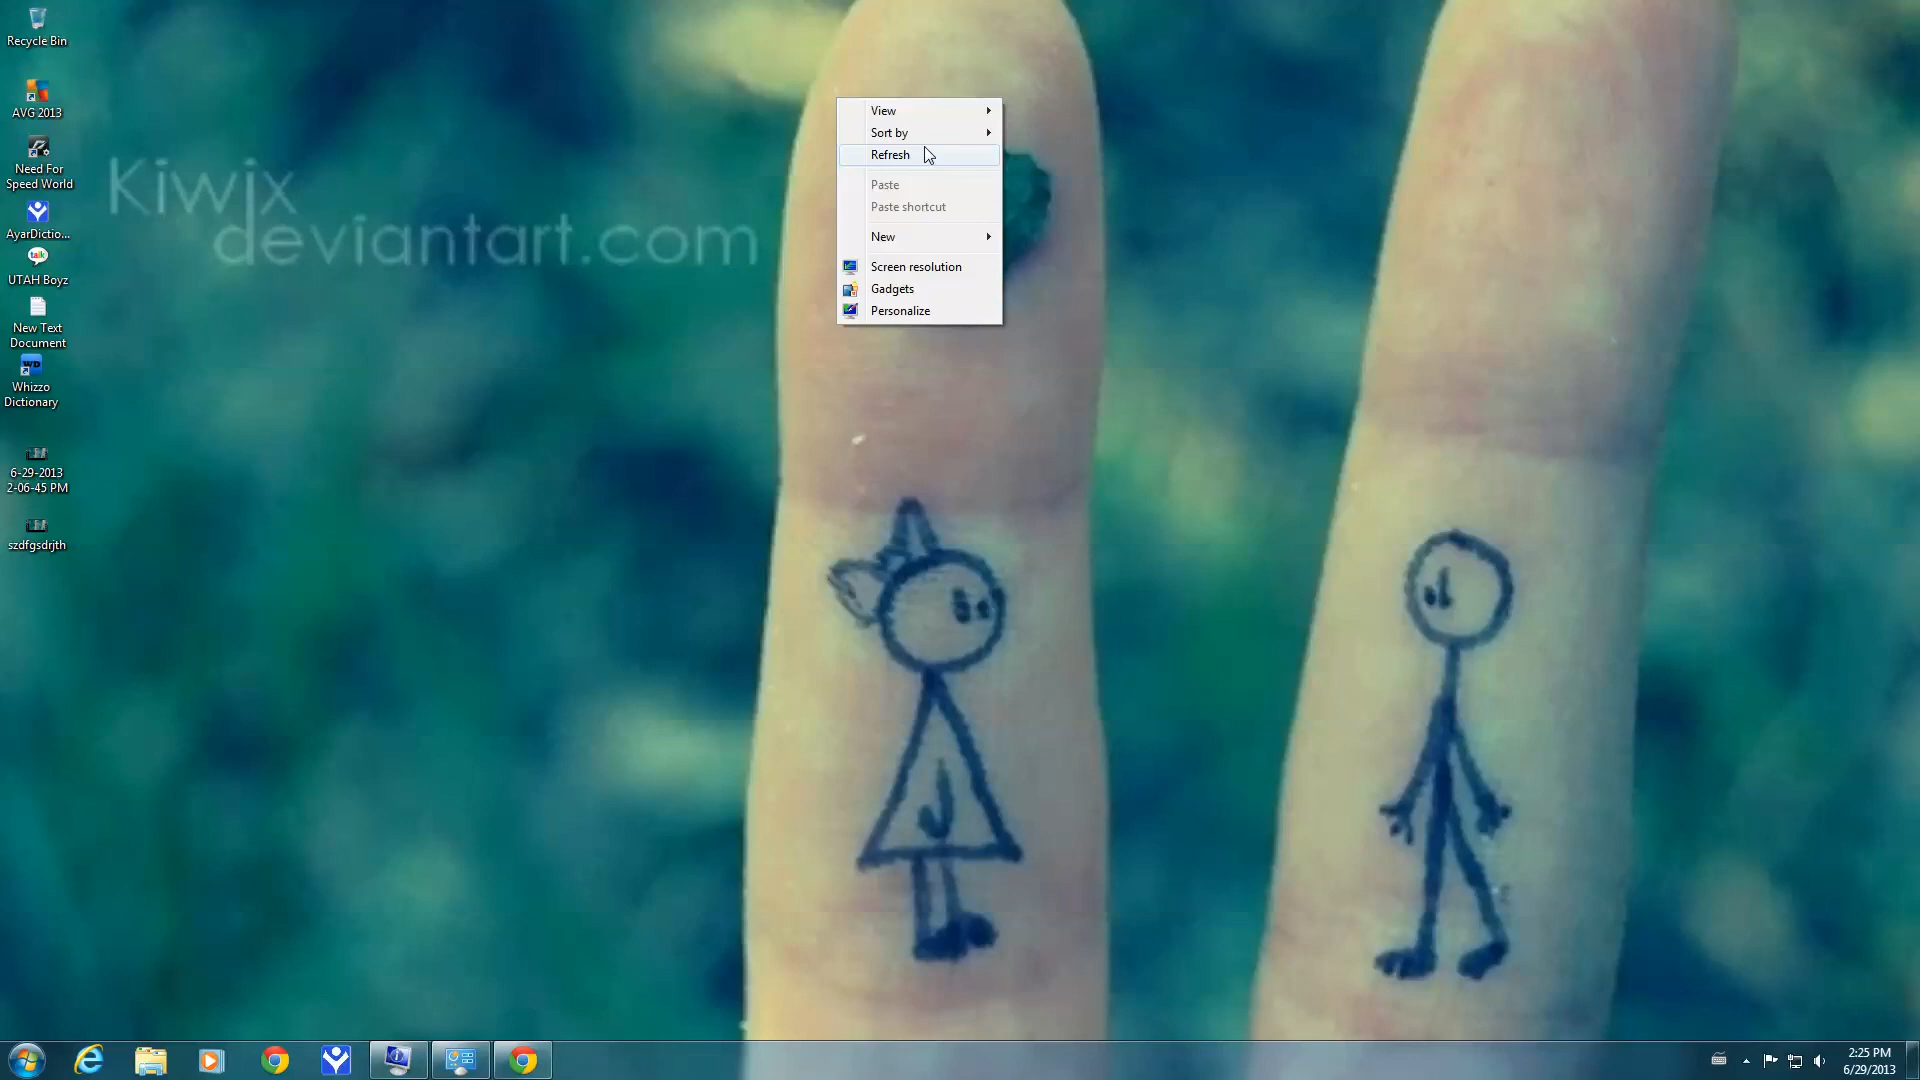 Recycle Bin
AVG 2013
Need For
Speed World
AyarDictio...
talk
UTAH Boyz
New Text
Document
WD
Whizzo
Dictionary
6-29-2013
2-06-45 PM
szdfgsdrjth
Kiwix
deviantart.com
View
Sort by
Refresh
Paste
Paste shortcut
New
Screen resolution
Gadgets
Personalize
2:25 PM
6/29/2013